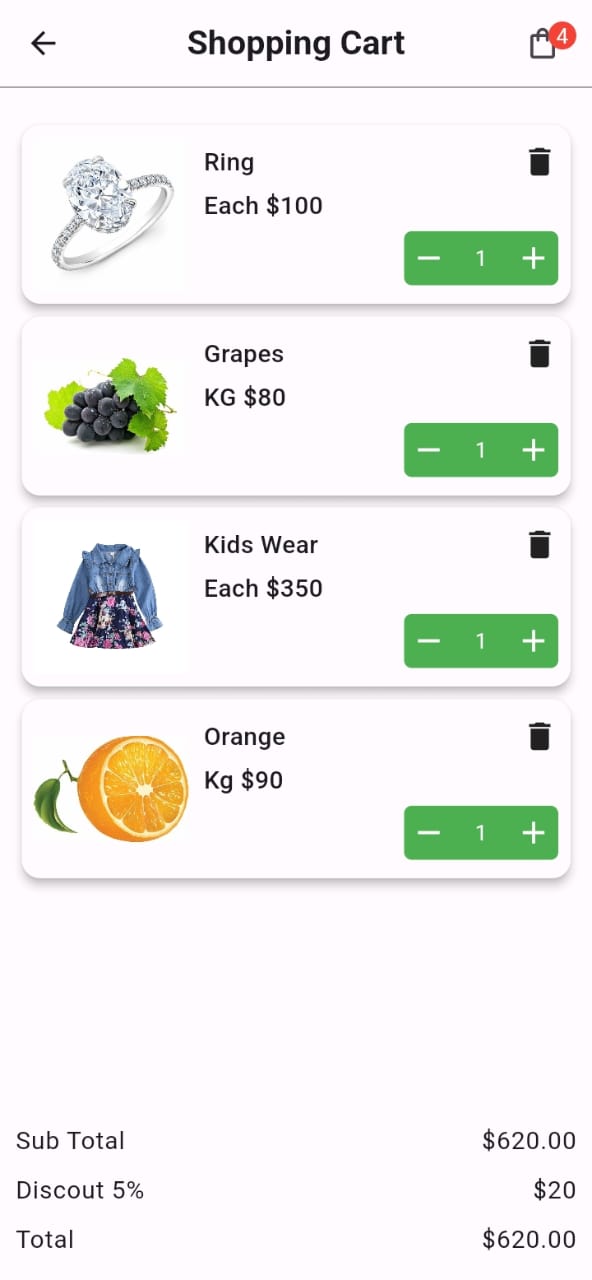 Shopping Cart
4
Ring
Each $100
1
Grapes
KG $80
1
Kids Wear
Each $350
1
Orange
Kg $90
1
Sub Total $620.00
Discout 5% $20
Total $620.00